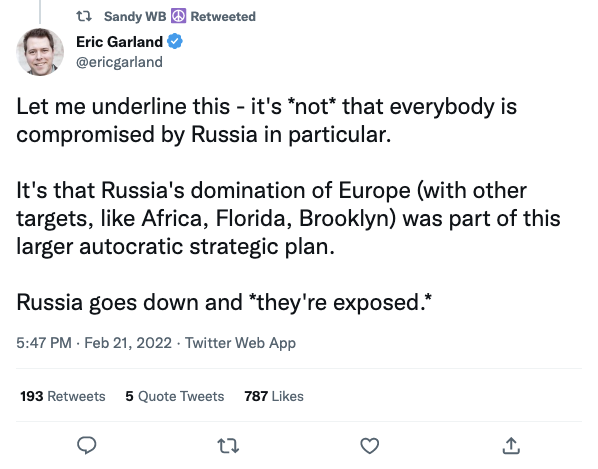 Sandy WB ☮ Retweeted
Eric Garland
@ericgarland
Let me underline this - it's *not* that everybody is
compromised by Russia in particular.
It's that Russia's domination of Europe (with other
targets, like Africa, Florida, Brooklyn) was part of this
larger autocratic strategic plan.
Russia goes down and *they're exposed.*
5:47 PM · Feb 21, 2022 · Twitter Web App
193 Retweets 5 Quote Tweets 787 Likes